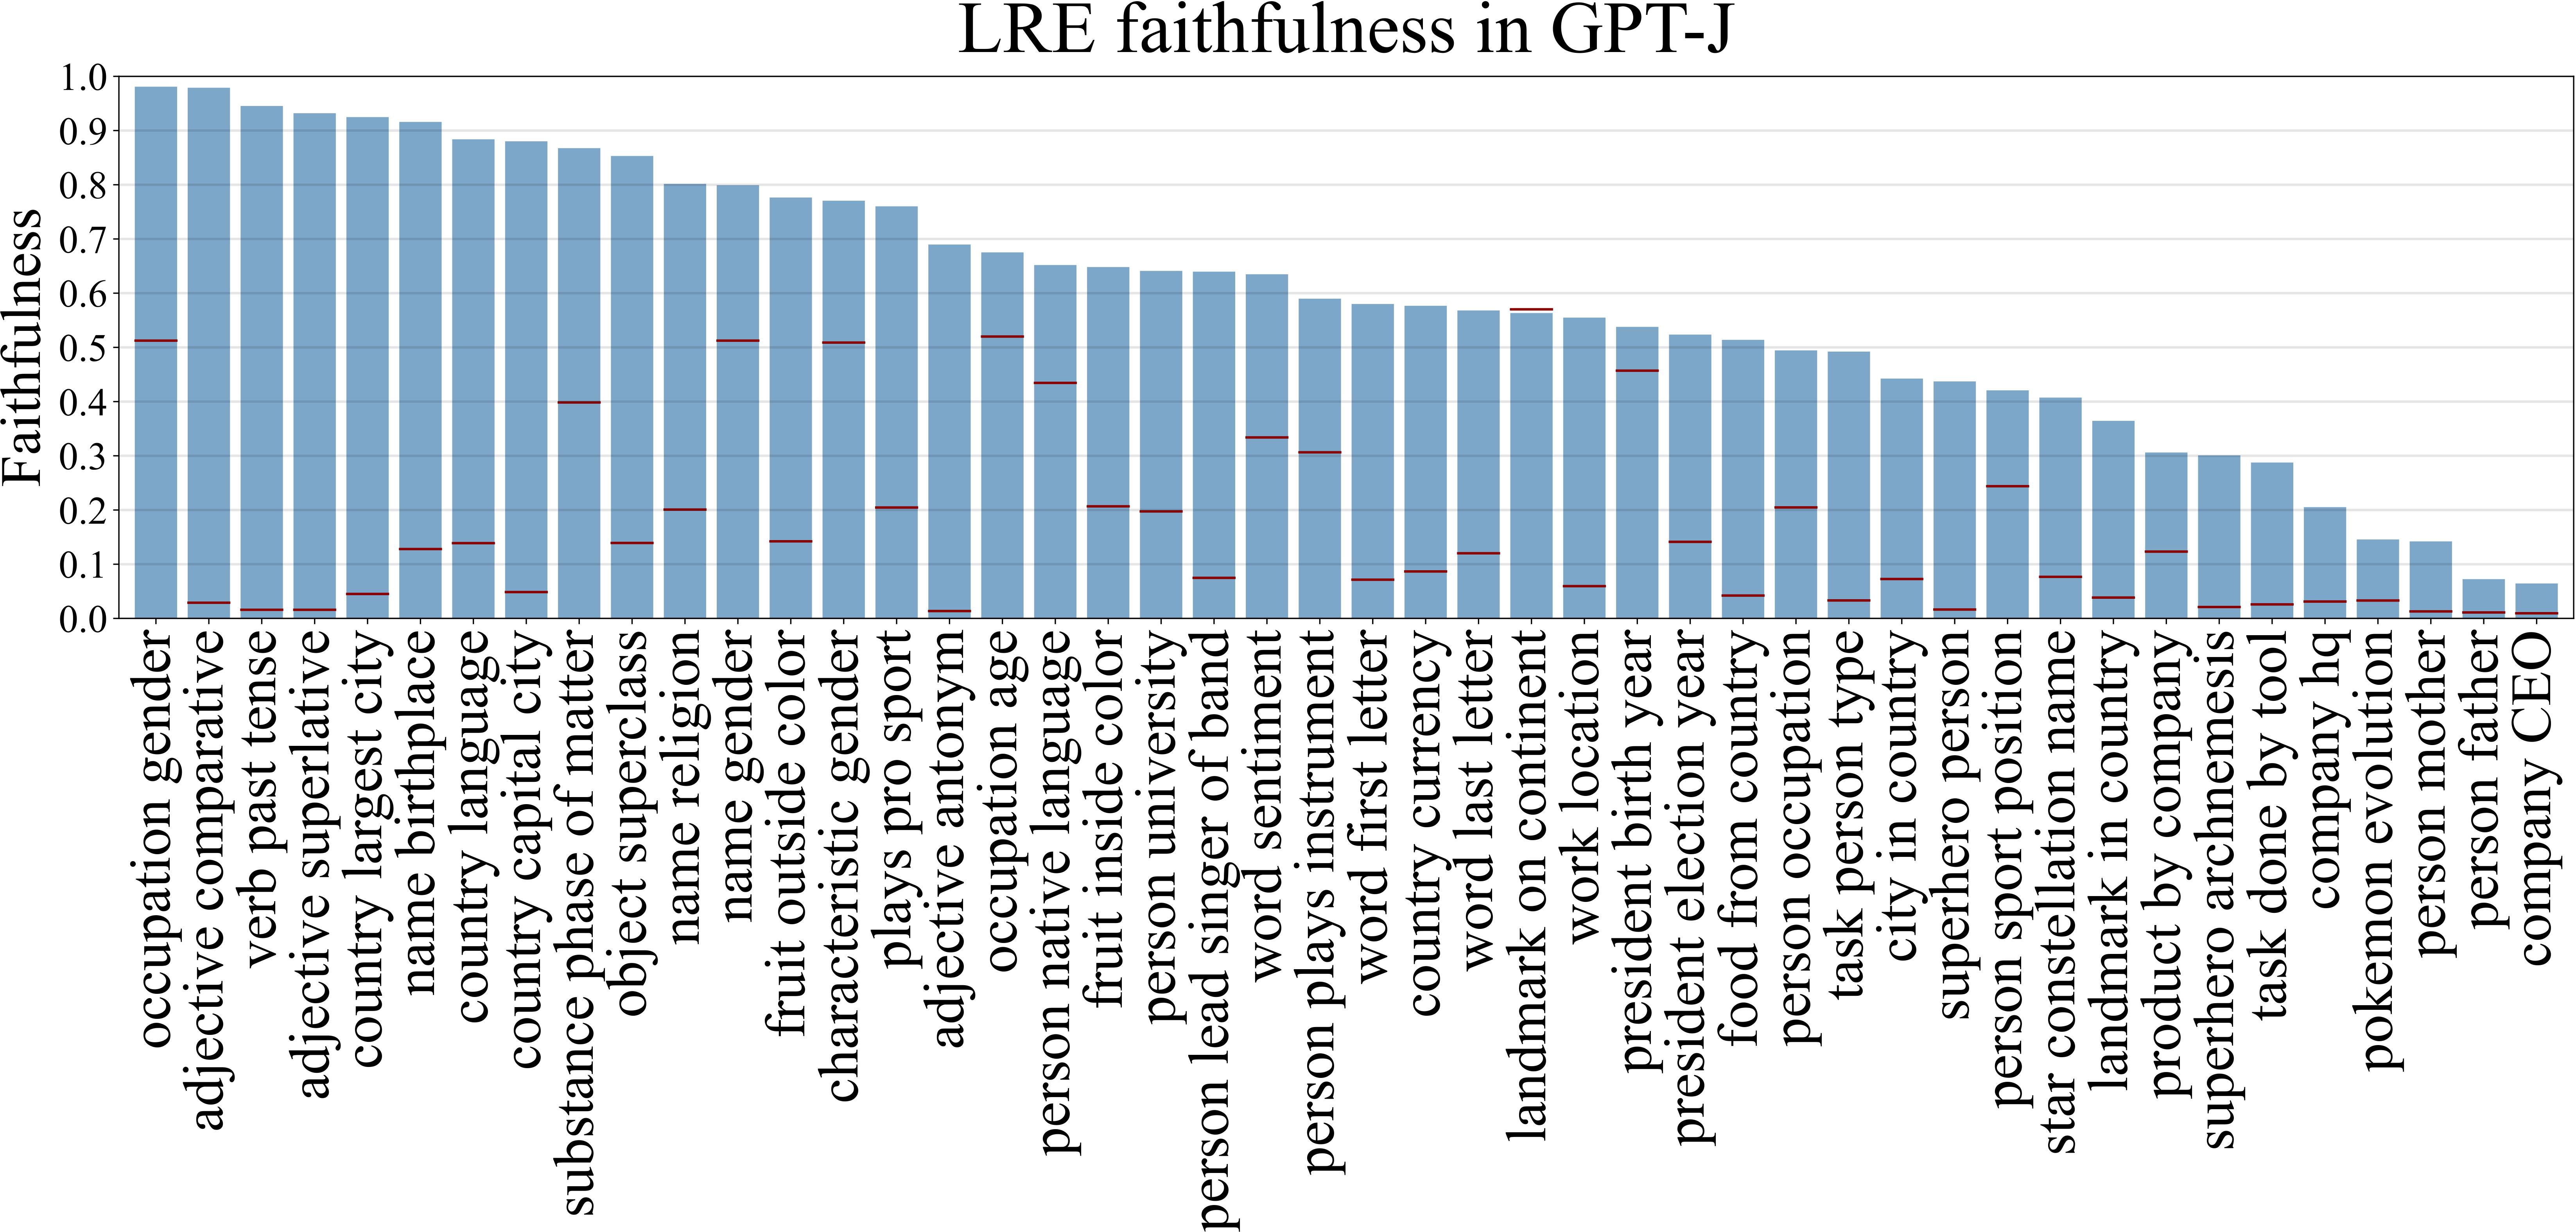 LRE faithfulness in GPT-J
Faithfulness
1.0
0.9
0.8
0.7
0.6
0.5
0.4
0.3
0.2
0.1
0.0
occupation gender
adjective comparative
verb past tense
adjective superlative
country largest city
name birthplace
country language
country capital city
substance phase of matter
object superclass
name religion
name gender
fruit outside color
characteristic gender
plays pro sport
adjective antonym
occupation age
person native language
fruit inside color
person university
person lead singer of band
word sentiment
person plays instrument
word first letter
country currency
word last letter
landmark on continent
work location
president birth year
president election year
food from country
person occupation
task person type
city in country
superhero person
person sport position
star constellation name
landmark in country
product by company
superhero archnemesis
task done by tool
company hq
pokemon evolution
person mother
person father
company CEO